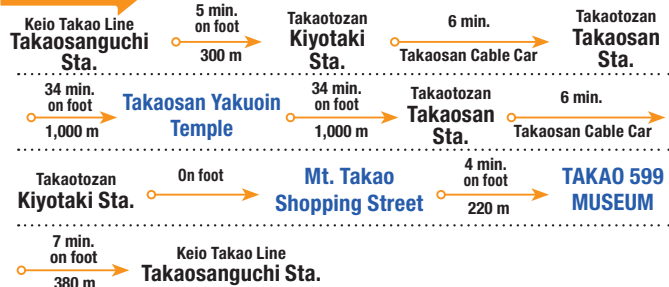 Keio Takao Line
Takaosanguchi
Sta.
5 min.
on foot
300 m
Takaotozan
Kiyotaki
Sta.
6 min.
Takaosan Cable Car
Takaotozan
Takaosan
Sta.
34 min.
on foot
1,000 m
Takaosan Yakuoin
Temple
34 min.
on foot
1,000 m
Takaotozan
Takaosan
Sta.
6 min.
Takaosan Cable Car
Takaotozan
Kiyotaki Sta.
On foot
Mt. Takao
Shopping Street
4 min.
on foot
220 m
TAKAO 599
MUSEUM
7 min.
on foot
380 m
Keio Takao Line
Takaosanguchi Sta.